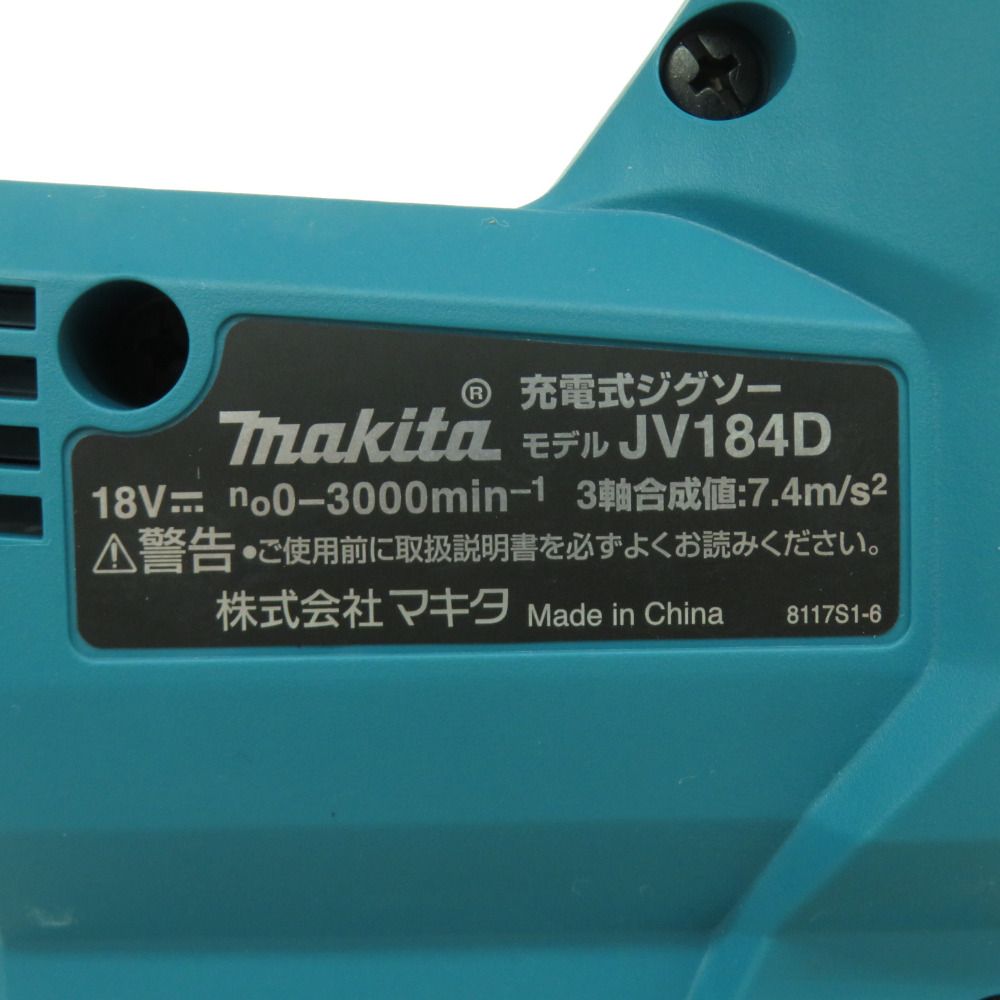 makita® 充電式ジグソー
モデル JV184D
18V⎓ no0-3000min-1 3軸合成値:7.4m/s2
⚠警告 •ご使用前に取扱説明書を必ずよくお読みください。
株式会社 マキタ Made in China 8117S1-6